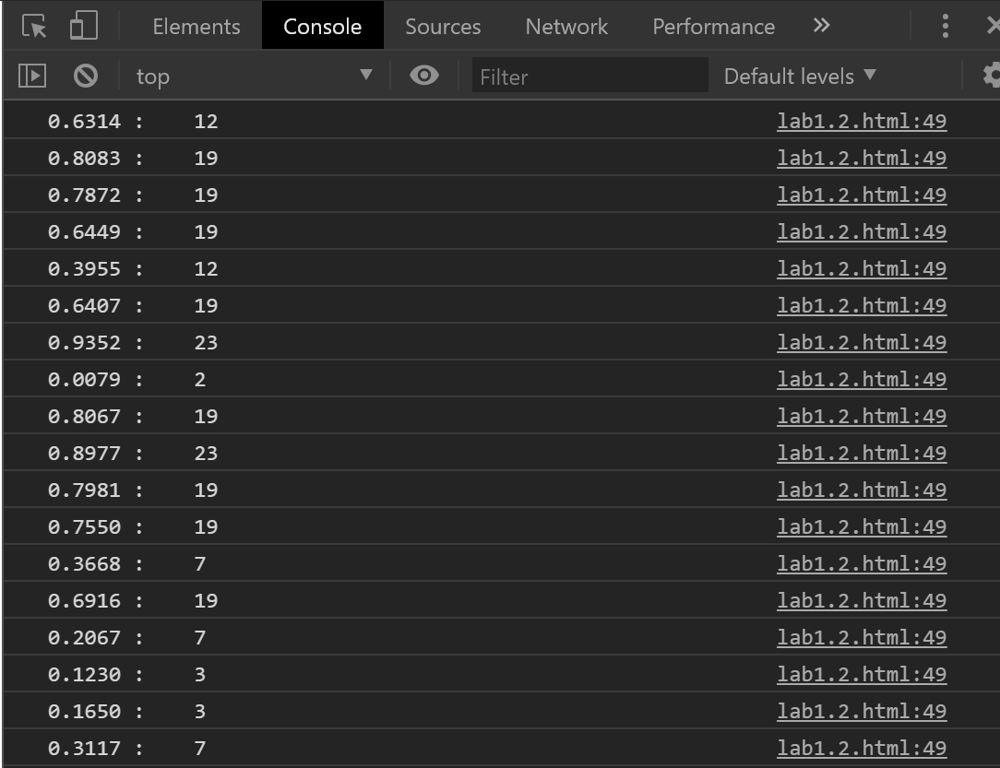 Elements Console Sources Network Performance »
top ▼ Filter Default levels ▼
0.6314 : 12 lab1.2.html:49
0.8083 : 19 lab1.2.html:49
0.7872 : 19 lab1.2.html:49
0.6449 : 19 lab1.2.html:49
0.3955 : 12 lab1.2.html:49
0.6407 : 19 lab1.2.html:49
0.9352 : 23 lab1.2.html:49
0.0079 : 2 lab1.2.html:49
0.8067 : 19 lab1.2.html:49
0.8977 : 23 lab1.2.html:49
0.7981 : 19 lab1.2.html:49
0.7550 : 19 lab1.2.html:49
0.3668 : 7 lab1.2.html:49
0.6916 : 19 lab1.2.html:49
0.2067 : 7 lab1.2.html:49
0.1230 : 3 lab1.2.html:49
0.1650 : 3 lab1.2.html:49
0.3117 : 7 lab1.2.html:49